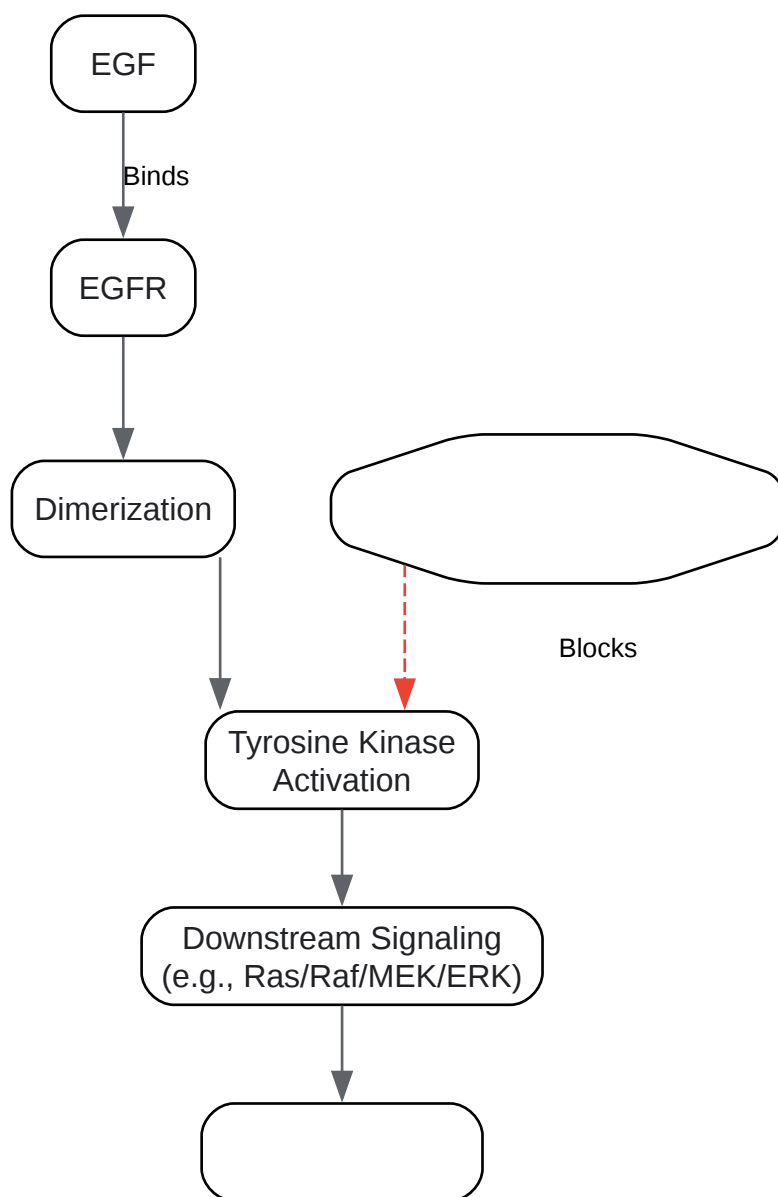 EGF
Binds
EGFR
Dimerization
Blocks
Tyrosine Kinase
Activation
Downstream Signaling
(e.g., Ras/Raf/MEK/ERK)